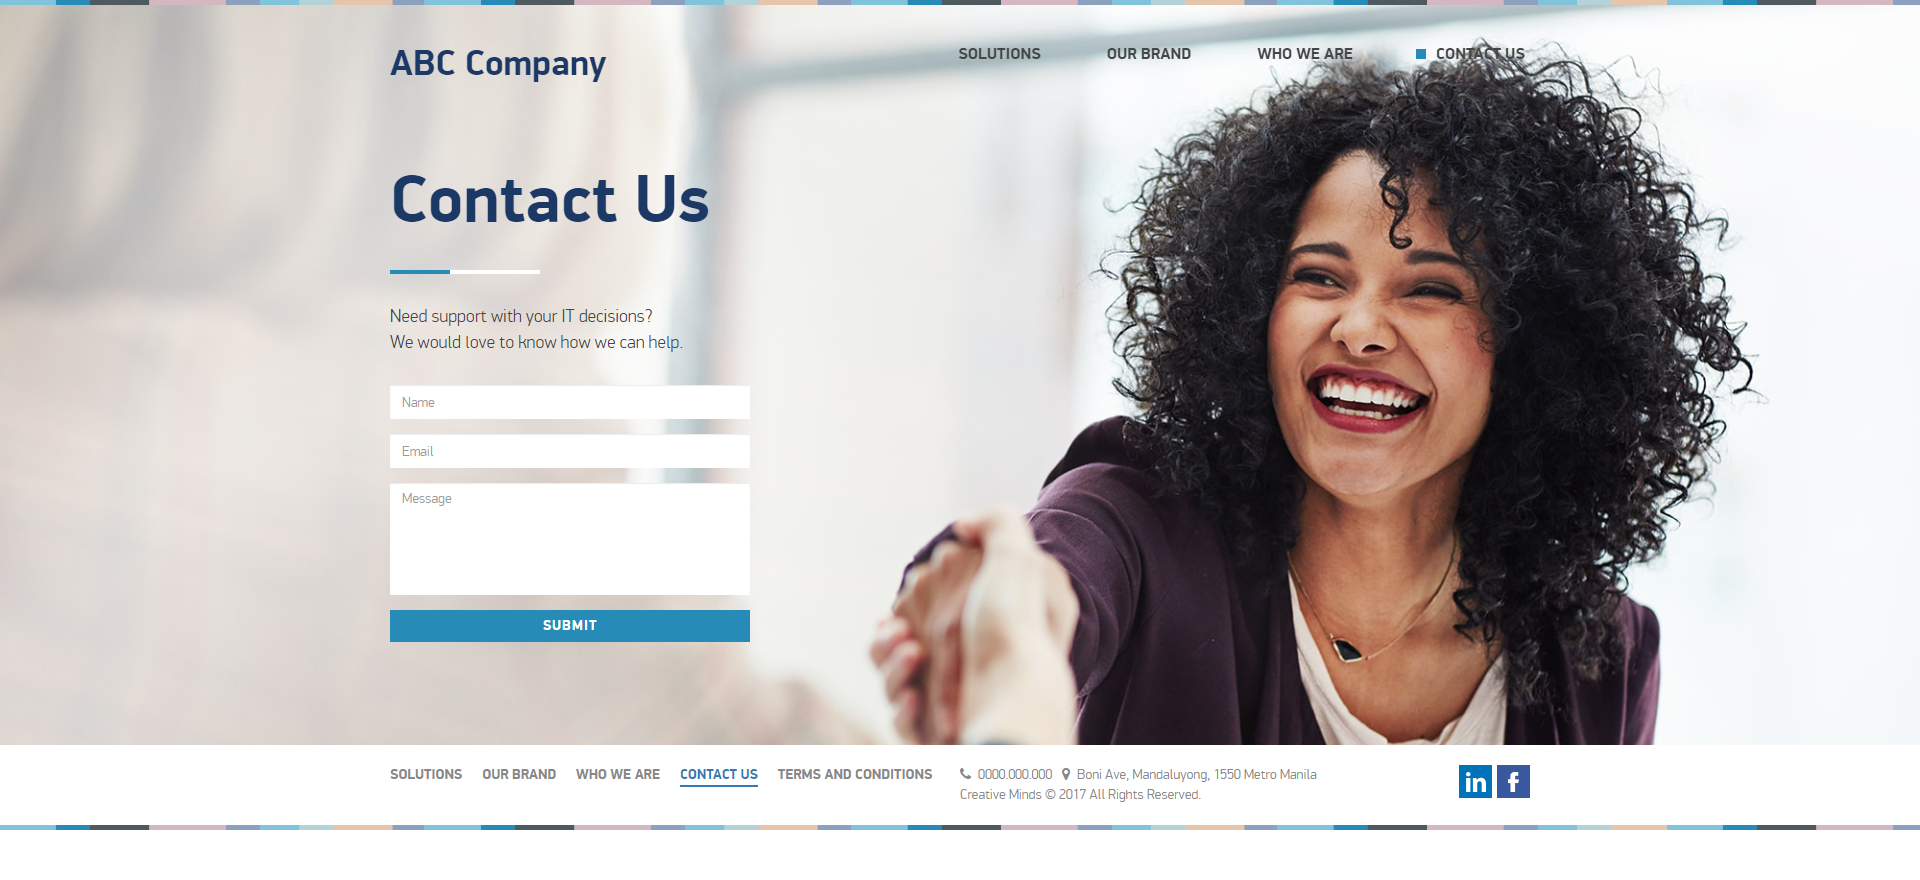 ABC Company
SOLUTIONS OUR BRAND WHO WE ARE CONTACT US
Contact Us
Need support with your IT decisions?
We would love to know how we can help.
Name
Email
Message
SUBMIT
SOLUTIONS OUR BRAND WHO WE ARE CONTACT US TERMS AND CONDITIONS
0000.000.000 Boni Ave, Mandaluyong, 1550 Metro Manila
Creative Minds © 2017 All Rights Reserved.
in f